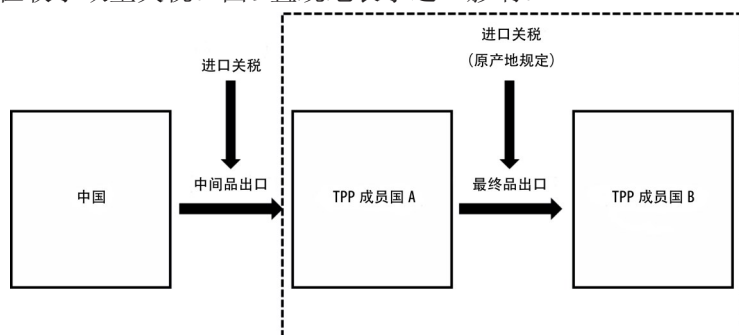 进口关税
(原产地规定)
进口关税
中国
中间品出口
TPP 成员国 A
最终品出口
TPP 成员国 B